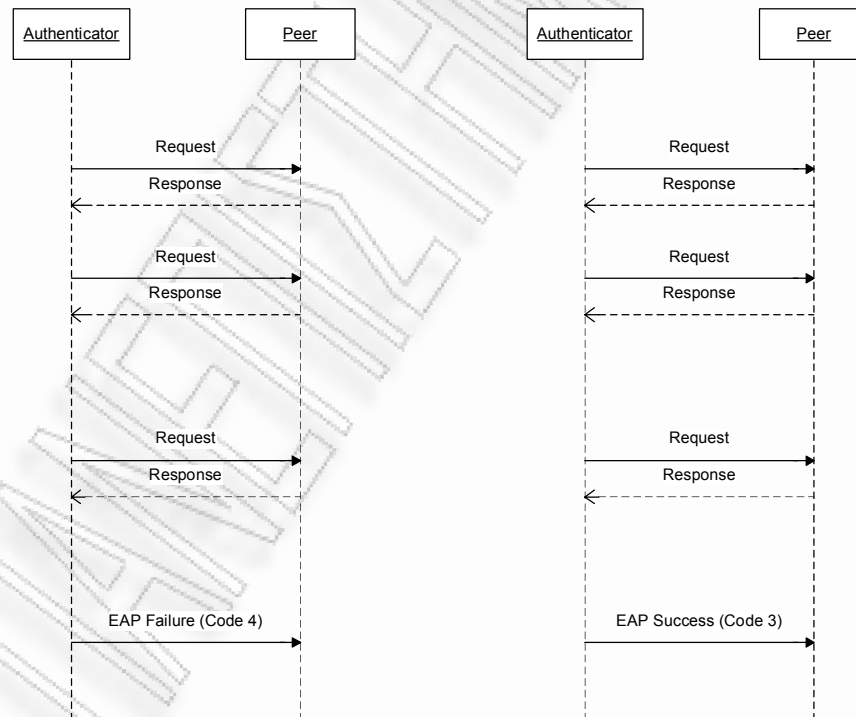 Authenticator
Peer
Request
Response
Request
Response
Request
Response
EAP Failure (Code 4)
Authenticator
Peer
Request
Response
Request
Response
Request
Response
EAP Success (Code 3)